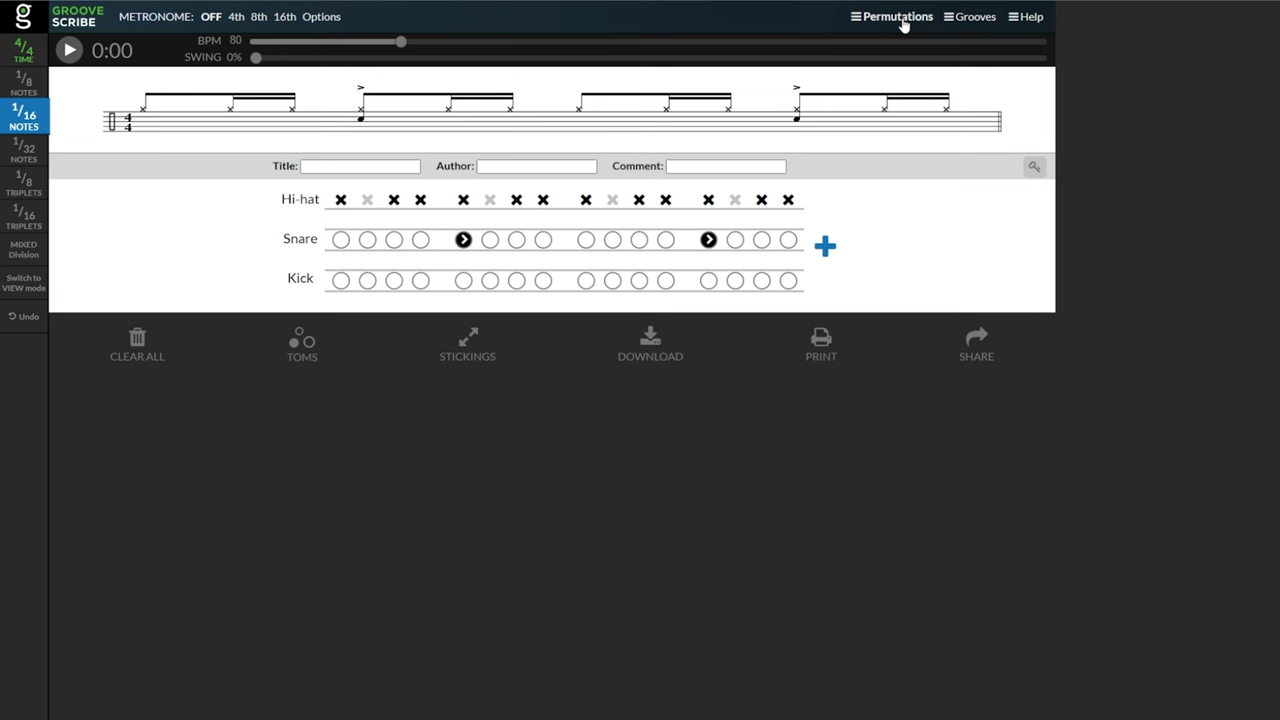 g GROOVE SCRIBE METRONOME: OFF 4th 8th 16th Options Permutations Grooves Help
4/4 TIME
0:00 BPM 80
SWING 0%
1/8 NOTES
1/16 NOTES
1/32 NOTES
1/8 TRIPLETS
1/16 TRIPLETS
MIXED Division
Switch to VIEW mode
Undo
4
4
Title: Author: Comment:
Hi-hat
Snare
Kick
CLEAR ALL TOMS STICKINGS DOWNLOAD PRINT SHARE